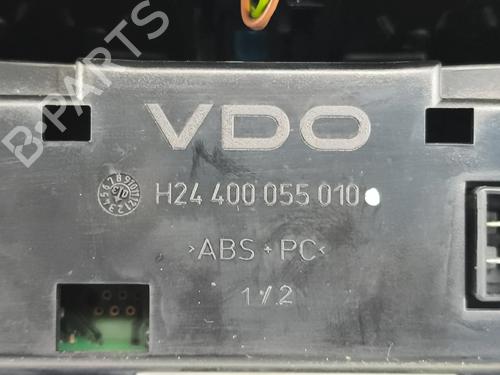 B-PARTS
VDO
H24 400 055 010
>ABS+PC<
1/2